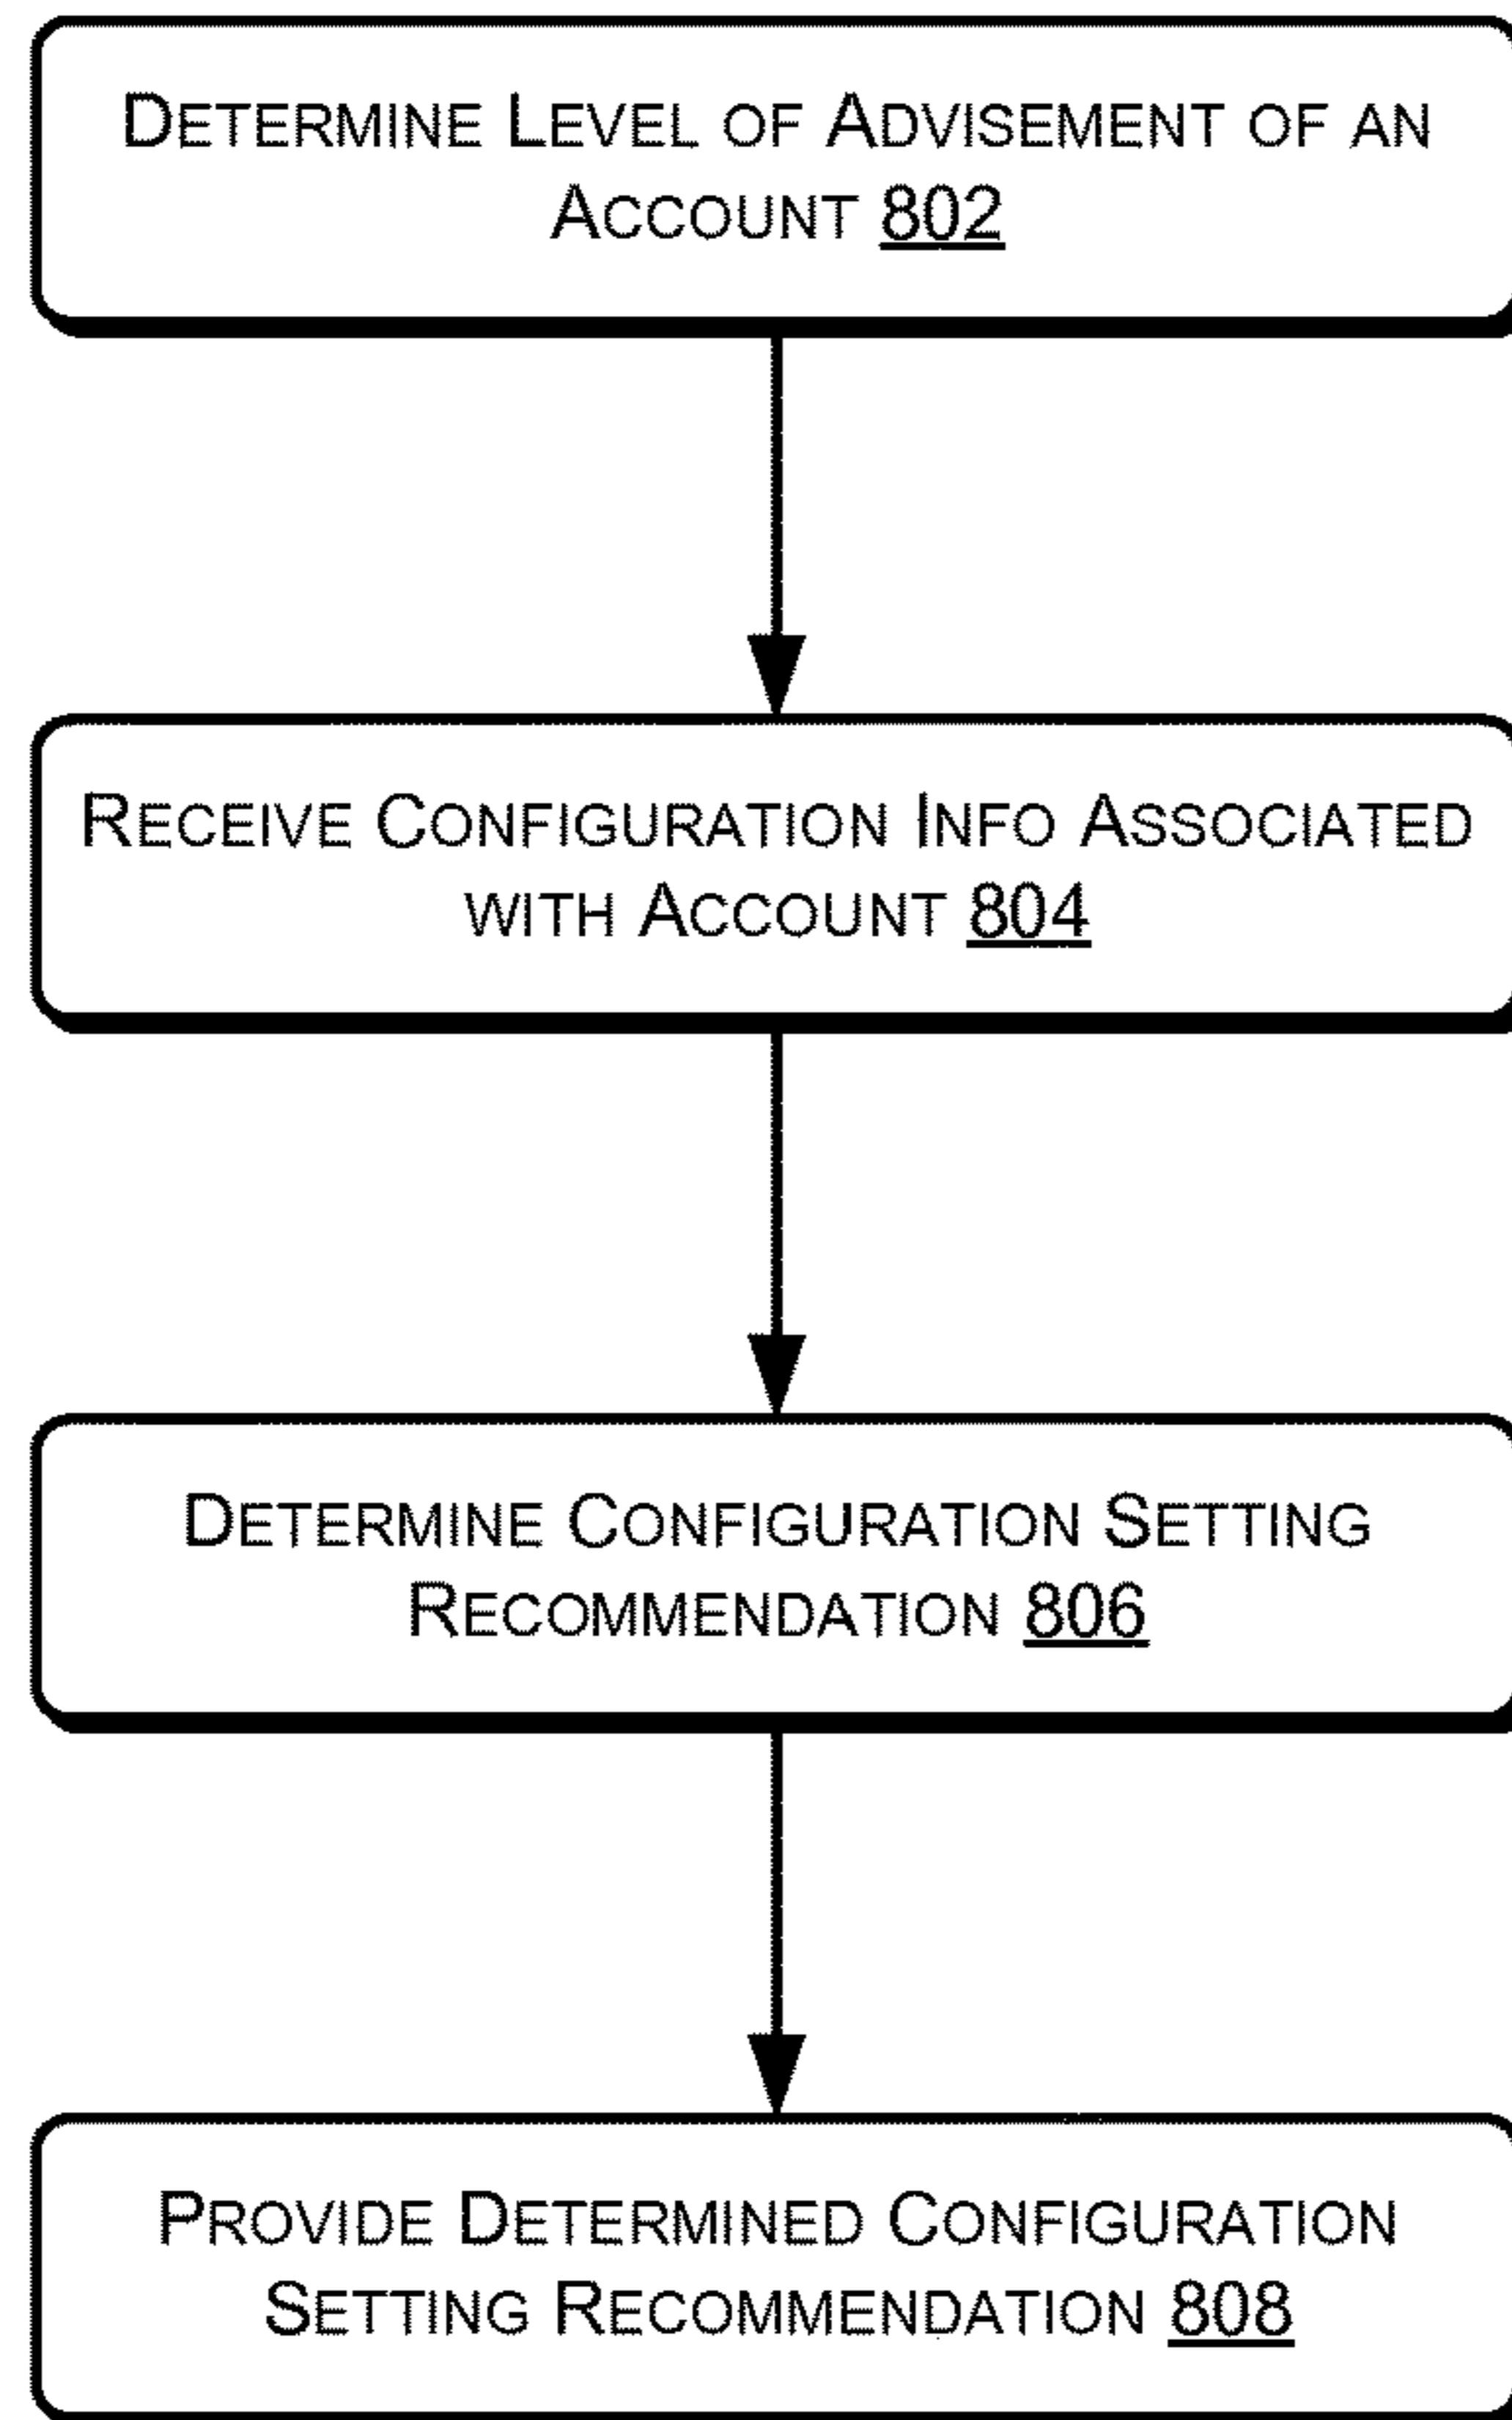 DETERMINE LEVEL OF ADVISEMENT OF AN
ACCOUNT 802
RECEIVE CONFIGURATION INFO ASSOCIATED
WITH ACCOUNT 804
DETERMINE CONFIGURATION SETTING
RECOMMENDATION 806
PROVIDE DETERMINED CONFIGURATION
SETTING RECOMMENDATION 808